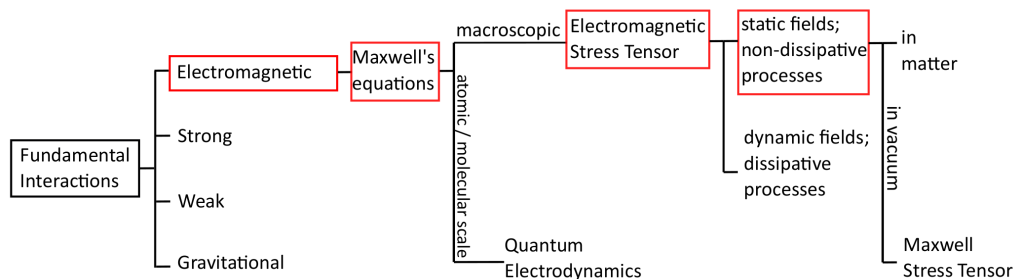 Fundamental
Interactions
Electromagnetic
Strong
Weak
Gravitational
Maxwell's
equations
macroscopic
atomic / molecular scale
Quantum
Electrodynamics
Electromagnetic
Stress Tensor
static fields;
non-dissipative
processes
dynamic fields;
dissipative
processes
in
matter
in vacuum
Maxwell
Stress Tensor